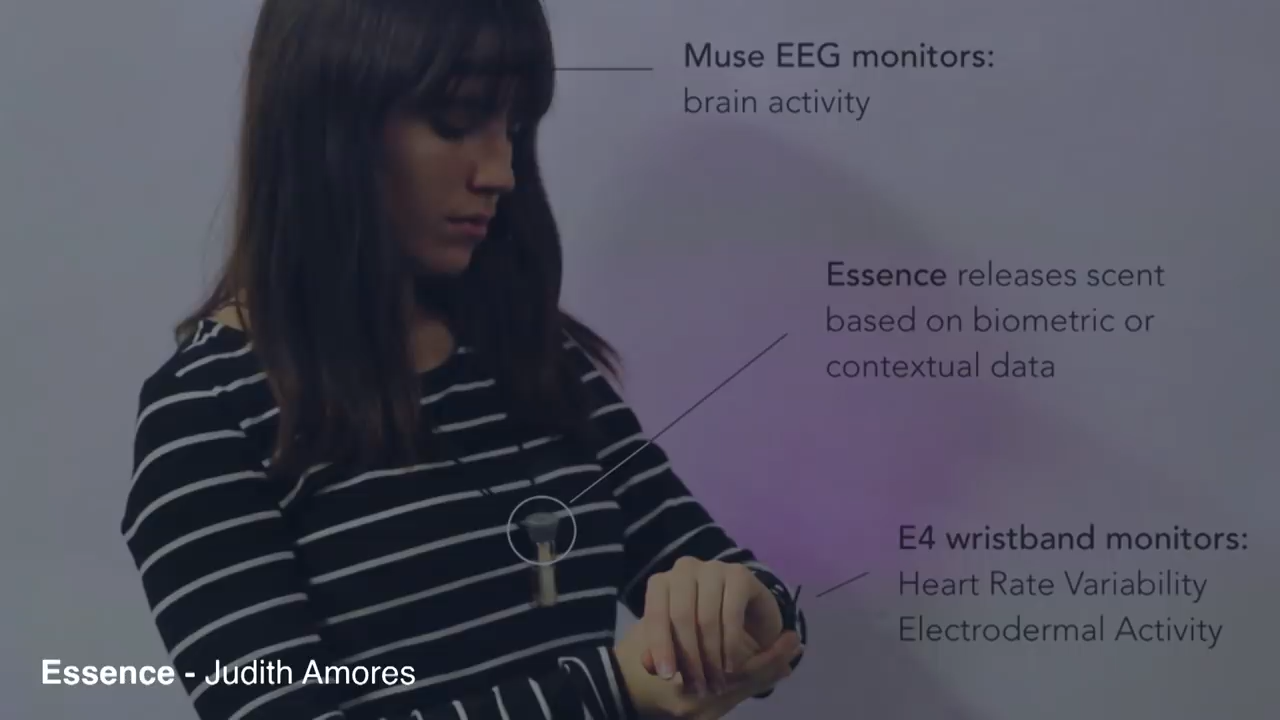 Muse EEG monitors:
brain activity
Essence releases scent
based on biometric or
contextual data
E4 wristband monitors:
Heart Rate Variability
Electrodermal Activity
Essence - Judith Amores